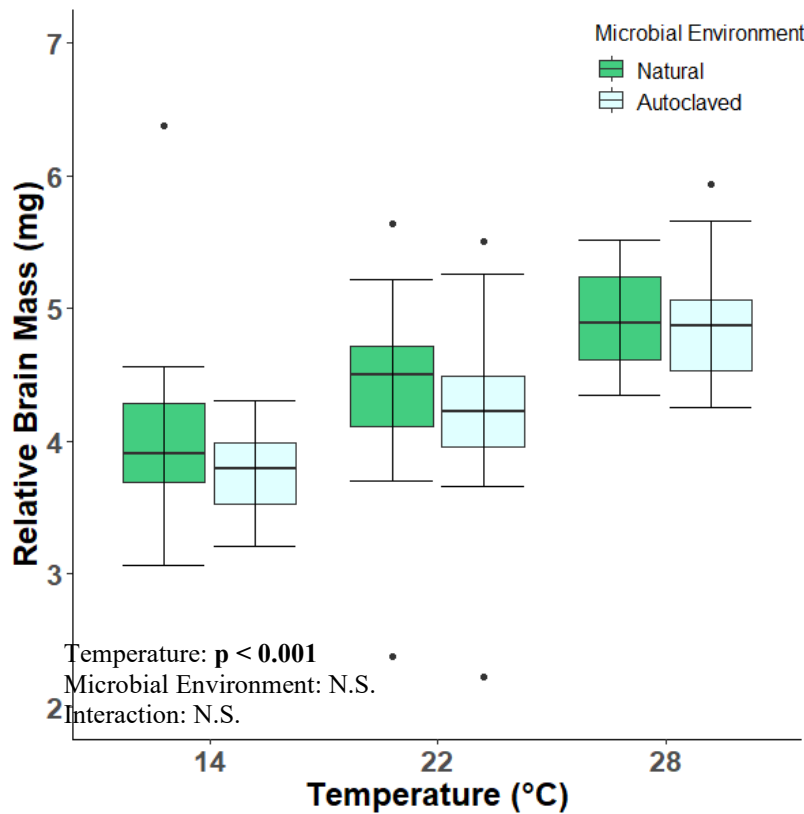 Microbial Environment
Natural
Autoclaved
Relative Brain Mass (mg)
7
6
5
4
3
2
Temperature: p < 0.001
Microbial Environment: N.S.
Interaction: N.S.
14
22
28
Temperature (°C)